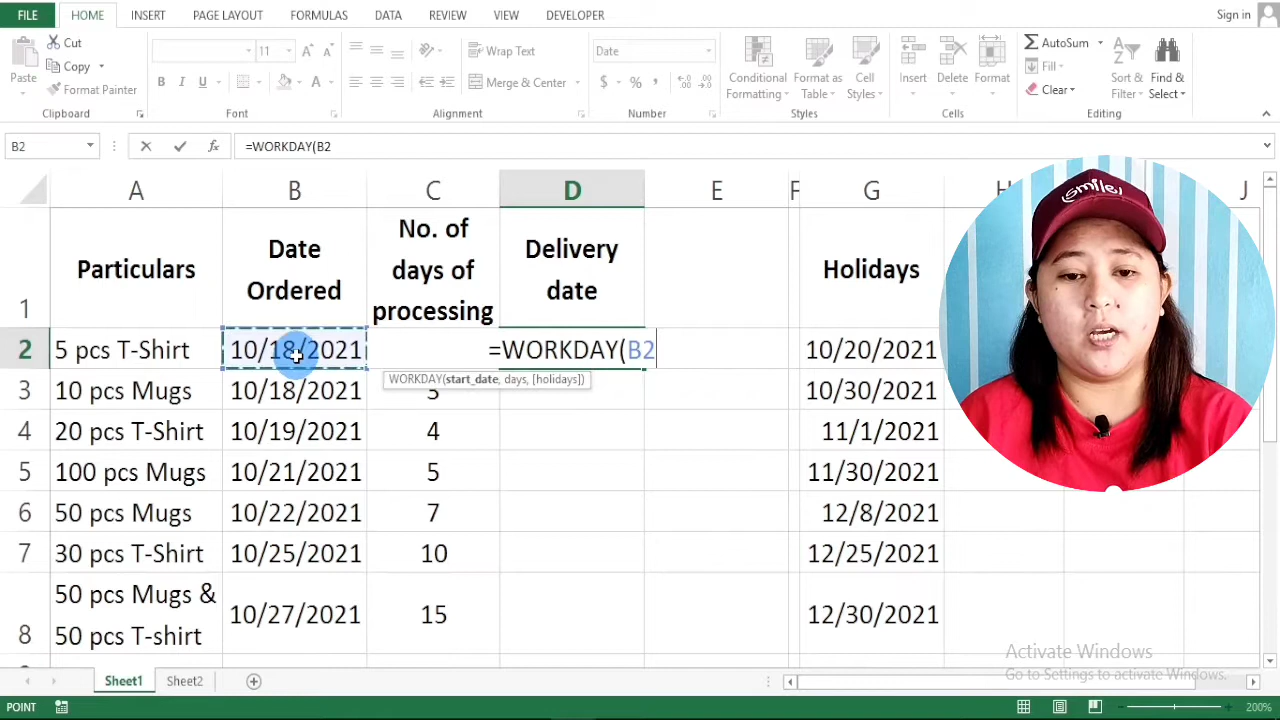 FILE HOME INSERT PAGE LAYOUT FORMULAS DATA REVIEW VIEW DEVELOPER Sign in
Paste Cut
Copy
Format Painter
Clipboard
11 A A
B I U A
Font
Wrap Text
Merge & Center
Alignment
Date
$ % ,
Number
Conditional Formatting
Format as Table
Cell Styles
Styles
Insert Delete Format
Cells
AutoSum
Fill
Clear
Sort & Filter
Find & Select
Editing
B2 fx =WORKDAY(B2
A B C D E F G H J
smile!
1 Particulars Date Ordered No. of days of processing Delivery date Holidays
2 5 pcs T-Shirt 10/18/2021 =WORKDAY(B2 10/20/2021
WORKDAY(start_date, days, [holidays])
3 10 pcs Mugs 10/18/2021 10/30/2021
4 20 pcs T-Shirt 10/19/2021 4 11/1/2021
5 100 pcs Mugs 10/21/2021 5 11/30/2021
6 50 pcs Mugs 10/22/2021 7 12/8/2021
7 30 pcs T-Shirt 10/25/2021 10 12/25/2021
8 50 pcs Mugs & 50 pcs T-shirt 10/27/2021 15 12/30/2021
Activate Windows
Go to Settings to activate Windows.
Sheet1 Sheet2
POINT 200%